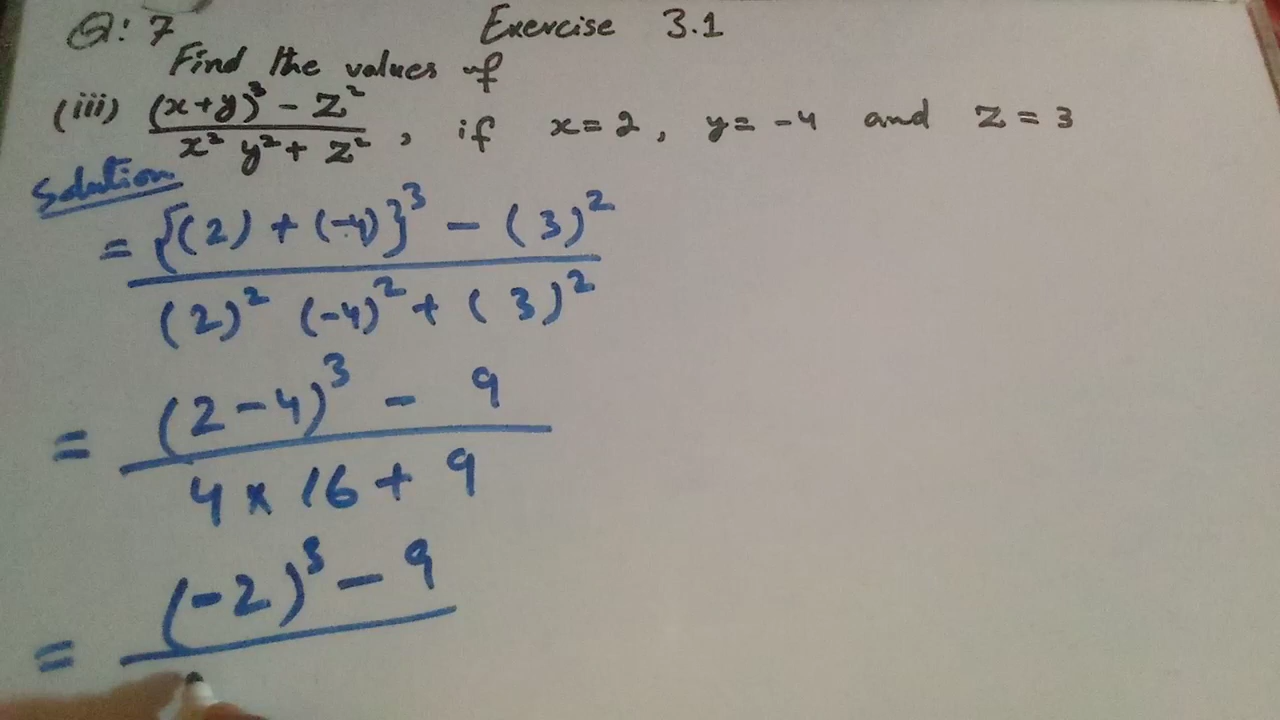 Q: 7 Exercise 3.1
Find the values of
(iii) (x+y)³ - z² / x² y² + z² , if x = 2, y = -4 and z = 3
Solution
= {(2) + (-4)}³ - (3)² / (2)² (-4)² + (3)²
= (2-4)³ - 9 / 4 × 16 + 9
= (-2)³ - 9